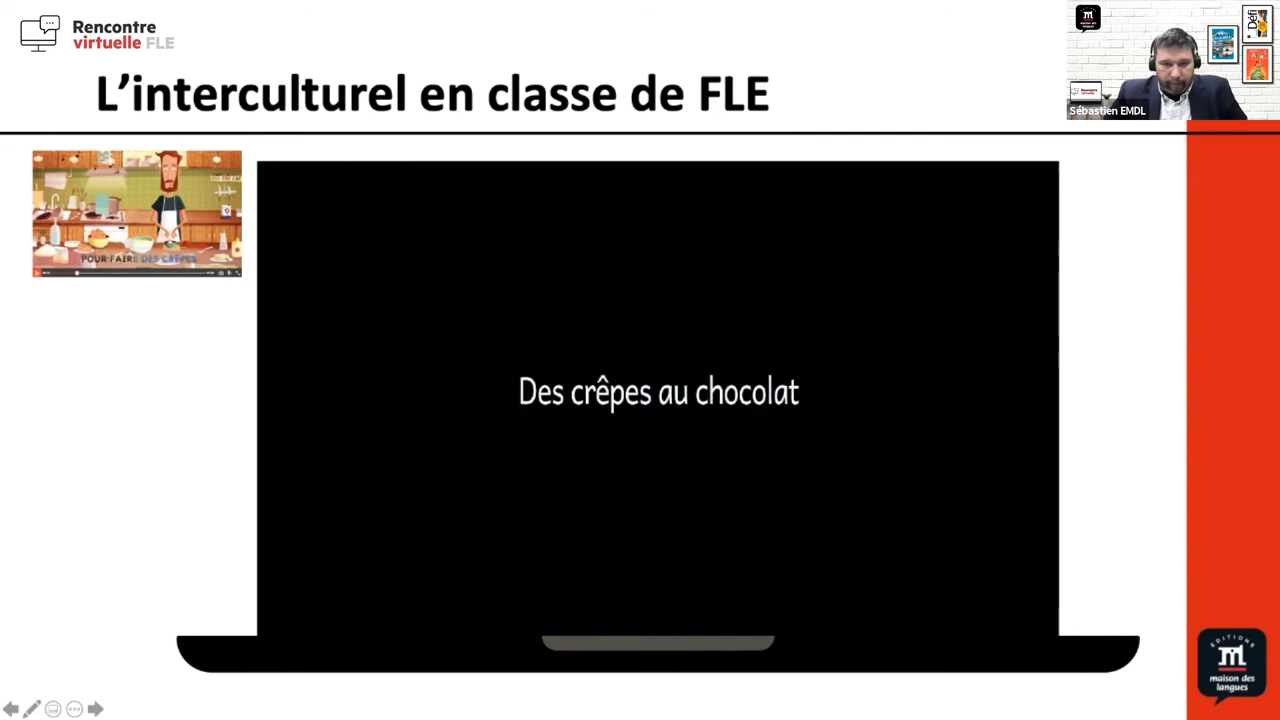 Rencontre
virtuelle FLE
L'interculturel en classe de FLE
Sébastien EMDL
Défi
POUR FAIRE DES CRÊPES
Des crêpes au chocolat
EDITIONS
maison des
langues